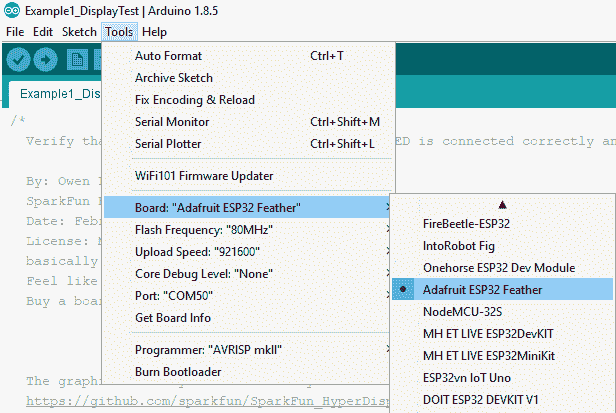 Example1_DisplayTest | Arduino 1.8.5
File Edit Sketch Tools Help
Example1_Dis
Auto Format Ctrl+T
Archive Sketch
Fix Encoding & Reload
Serial Monitor Ctrl+Shift+M
Serial Plotter Ctrl+Shift+L
WiFi101 Firmware Updater
Board: "Adafruit ESP32 Feather"
Flash Frequency: "80MHz"
Upload Speed: "921600"
Core Debug Level: "None"
Port: "COM50"
Get Board Info
Programmer: "AVRISP mkII"
Burn Bootloader
FireBeetle-ESP32
IntoRobot Fig
Onehorse ESP32 Dev Module
Adafruit ESP32 Feather
NodeMCU-32S
MH ET LIVE ESP32DevKIT
MH ET LIVE ESP32MiniKit
ESP32vn IoT Uno
DOIT ESP32 DEVKIT V1
/*
Verify tha ED is connected correctly an
By: Owen
SparkFun
Date: Feb
License:
basically
Feel like
Buy a boa
The graphi
https://github.com/sparkfun/SparkFun_HyperDisp